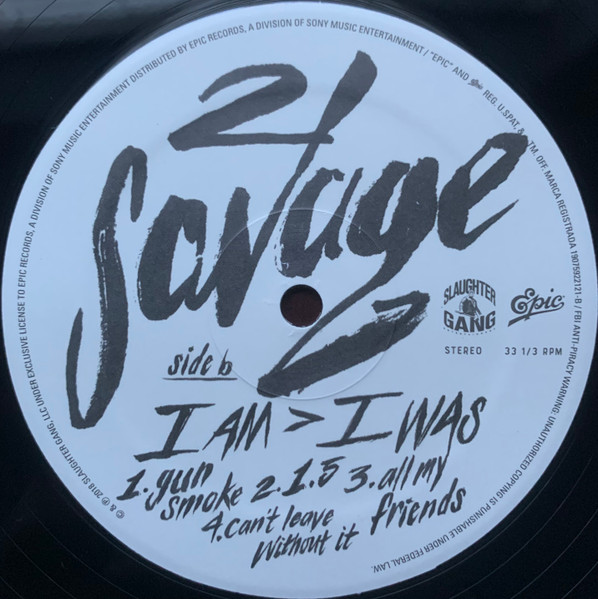 © & ℗ 2018 SLAUGHTER GANG, LLC UNDER EXCLUSIVE LICENSE TO EPIC RECORDS, A DIVISION OF SONY MUSIC ENTERTAINMENT DISTRIBUTED BY EPIC RECORDS, A DIVISION OF SONY MUSIC ENTERTAINMENT / "EPIC" AND Epic REG. U.S. PAT. & TM. OFF. MARCA REGISTRADA 19075922121-B / FBI ANTI-PIRACY WARNING: UNAUTHORIZED COPYING IS PUNISHABLE UNDER FEDERAL LAW.
21
Savage
SLAUGHTER
GANG
Epic
STEREO 33 1/3 RPM
side b
I AM > I WAS
1. gun
smoke 2. 1.5 3. all my
friends
4. can't leave
without it